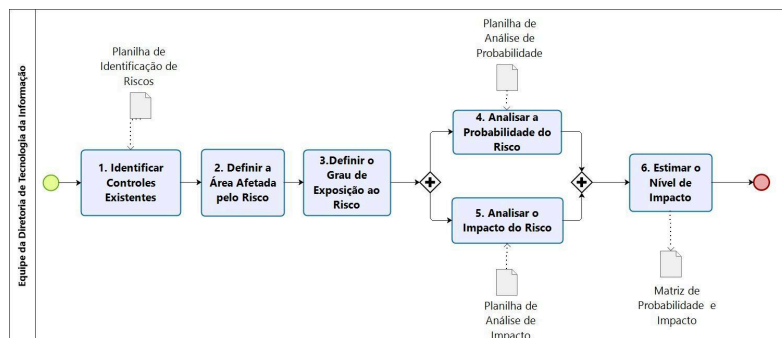 Equipe da Diretoria de Tecnologia da Informação
Planilha de
Identificação de
Riscos
1. Identificar
Controles
Existentes
2. Definir a
Área Afetada
pelo Risco
3.Definir o
Grau de
Exposição ao
Risco
Planilha de
Análise de
Probabilidade
4. Analisar a
Probabilidade do
Risco
5. Analisar o
Impacto do Risco
Planilha de
Análise de
Impacto
6. Estimar o
Nível de
Impacto
Matriz de
Probabilidade e
Impacto